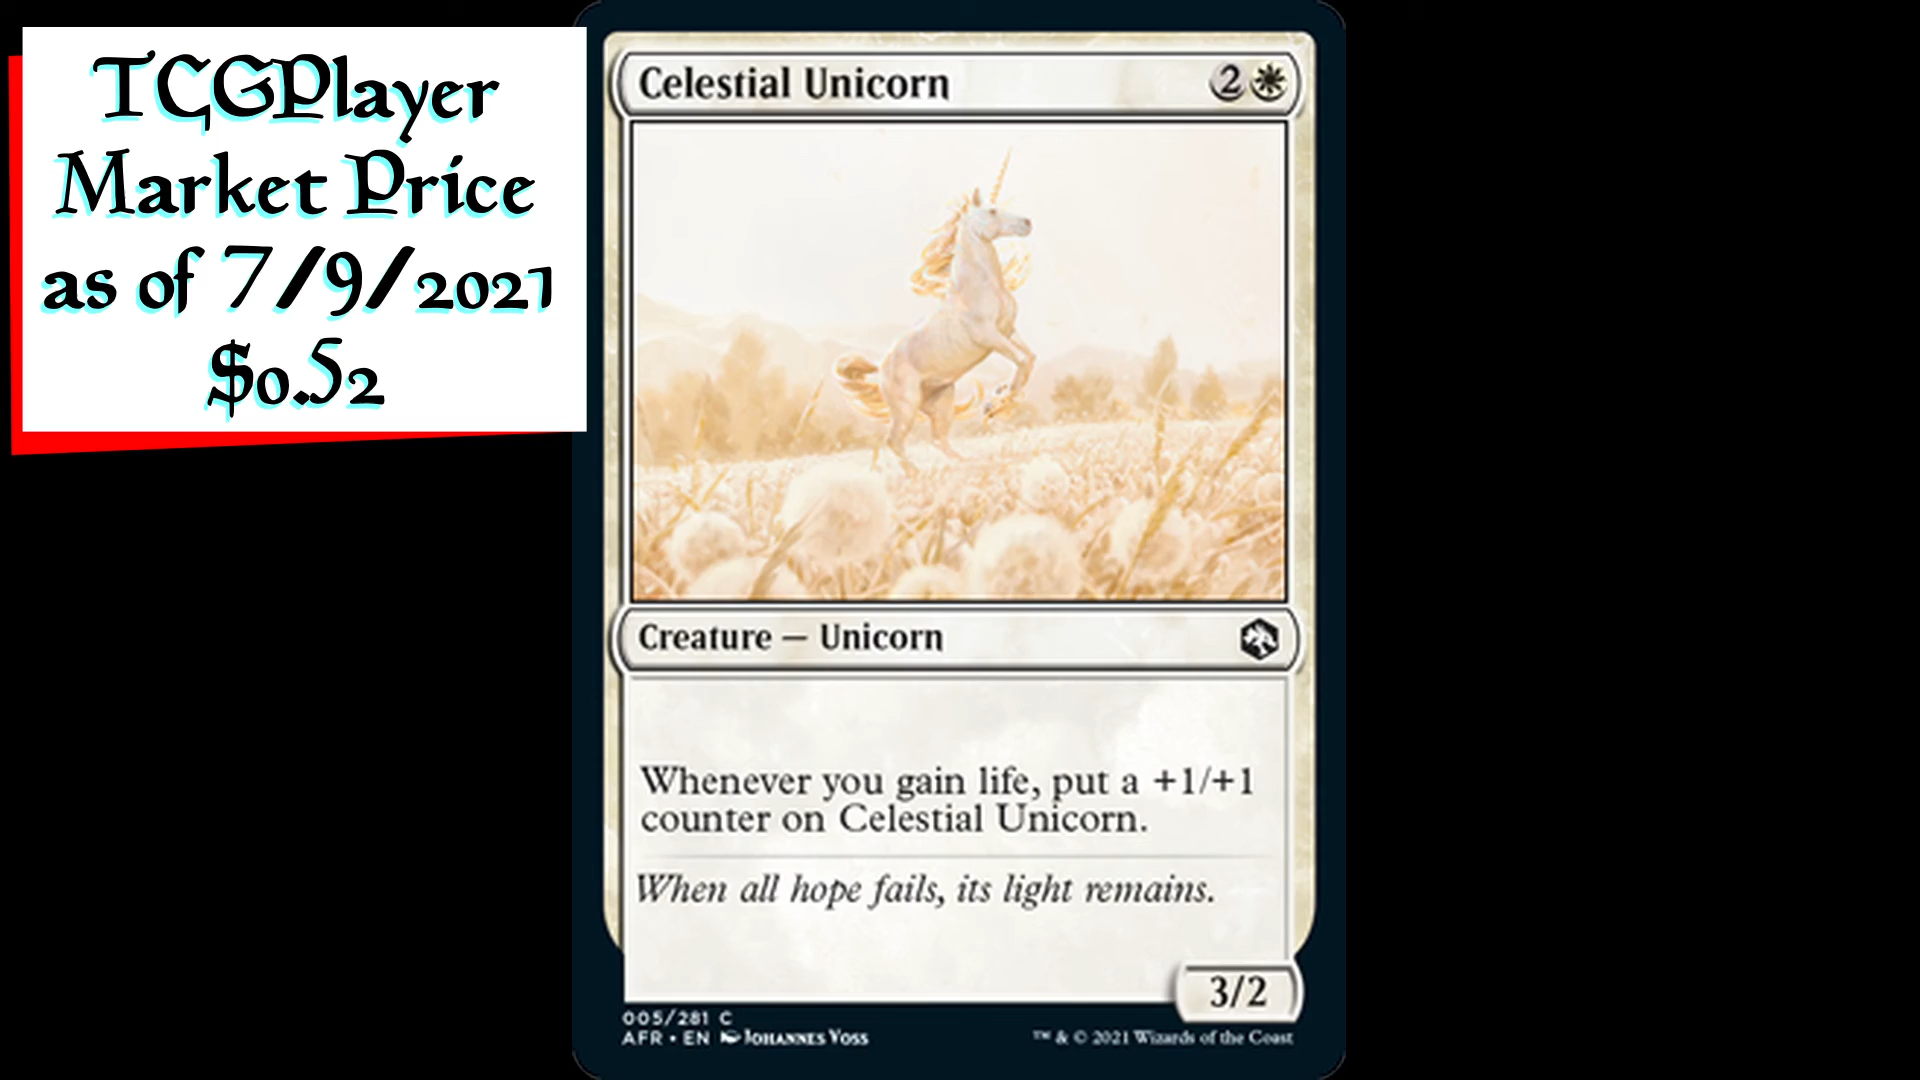 TCGPlayer
Market Price
as of 7/9/2021
$0.52
Celestial Unicorn 2
Creature — Unicorn
Whenever you gain life, put a +1/+1
counter on Celestial Unicorn.
When all hope fails, its light remains.
3/2
005/281 C
AFR • EN Johannes Voss
™ & © 2021 Wizards of the Coast